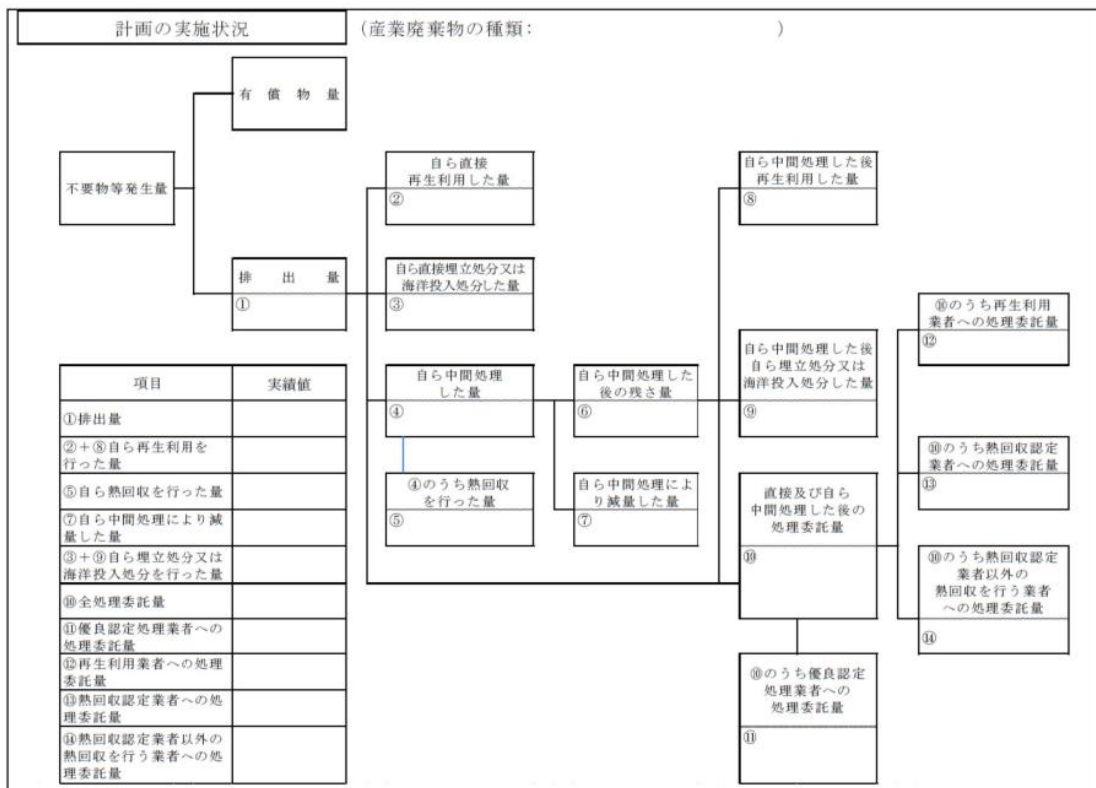 計画の実施状況
(産業廃棄物の種類: )
有償物量
不要物等発生量
排出量
①
自ら直接
再生利用した量
②
自ら直接埋立処分又は
海洋投入処分した量
③
自ら中間処理
した量
④
④のうち熱回収
を行った量
⑤
自ら中間処理した
後の残さ量
⑥
自ら中間処理によ
り減量した量
⑦
自ら中間処理した後
再生利用した量
⑧
自ら中間処理した後
自ら埋立処分又は
海洋投入処分した量
⑨
直接及び自ら
中間処理した後の
処理委託量
⑩
⑩のうち優良認定
処理業者への
処理委託量
⑪
⑩のうち再生利用
業者への処理委託量
⑫
⑩のうち熱回収認定
業者への処理委託量
⑬
⑩のうち熱回収認定
業者以外の
熱回収を行う業者
への処理委託量
⑭
項目 実績値
①排出量
②+⑧自ら再生利用を
行った量
⑤自ら熱回収を行った量
⑦自ら中間処理により減
量した量
③+⑨自ら埋立処分又は
海洋投入処分を行った量
⑩全処理委託量
⑪優良認定処理業者への
処理委託量
⑫再生利用業者への処理
委託量
⑬熱回収認定業者への処
理委託量
⑭熱回収認定業者以外の
熱回収を行う業者への処
理委託量